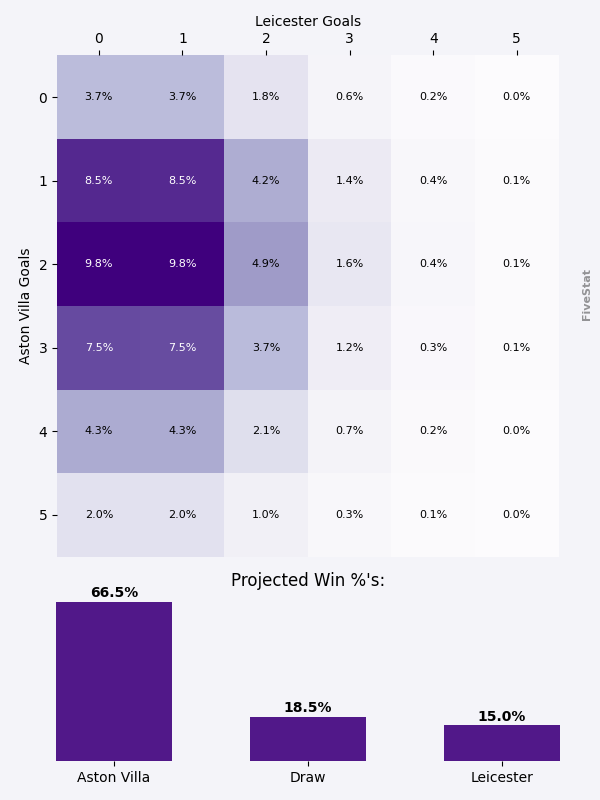 Leicester Goals
0 1 2 3 4 5
0 3.7% 3.7% 1.8% 0.6% 0.2% 0.0%
1 8.5% 8.5% 4.2% 1.4% 0.4% 0.1%
2 9.8% 9.8% 4.9% 1.6% 0.4% 0.1%
3 7.5% 7.5% 3.7% 1.2% 0.3% 0.1%
4 4.3% 4.3% 2.1% 0.7% 0.2% 0.0%
5 2.0% 2.0% 1.0% 0.3% 0.1% 0.0%
Aston Villa Goals
FiveStat
Projected Win %'s:
66.5% 18.5% 15.0%
Aston Villa Draw Leicester